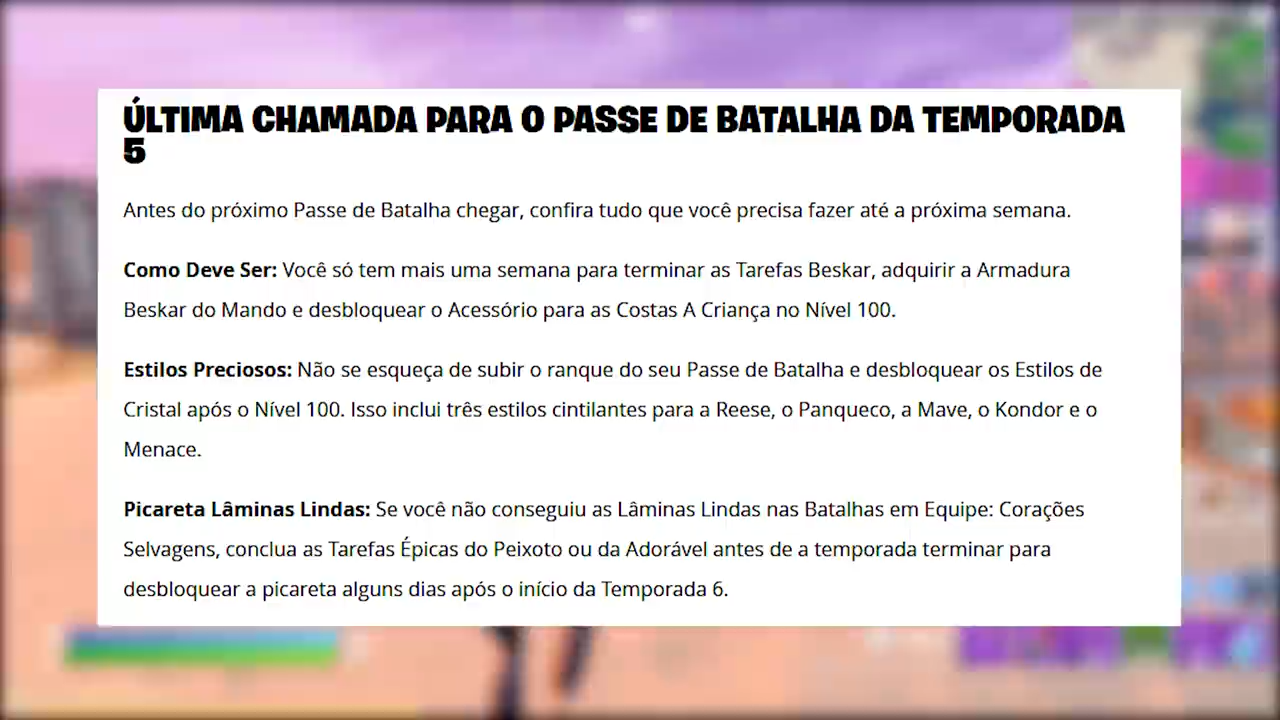 ÚLTIMA CHAMADA PARA O PASSE DE BATALHA DA TEMPORADA
5
Antes do próximo Passe de Batalha chegar, confira tudo que você precisa fazer até a próxima semana.
Como Deve Ser: Você só tem mais uma semana para terminar as Tarefas Beskar, adquirir a Armadura
Beskar do Mando e desbloquear o Acessório para as Costas A Criança no Nível 100.
Estilos Preciosos: Não se esqueça de subir o ranque do seu Passe de Batalha e desbloquear os Estilos de
Cristal após o Nível 100. Isso inclui três estilos cintilantes para a Reese, o Panqueco, a Mave, o Kondor e o
Menace.
Picareta Lâminas Lindas: Se você não conseguiu as Lâminas Lindas nas Batalhas em Equipe: Corações
Selvagens, conclua as Tarefas Épicas do Peixoto ou da Adorável antes de a temporada terminar para
desbloquear a picareta alguns dias após o início da Temporada 6.